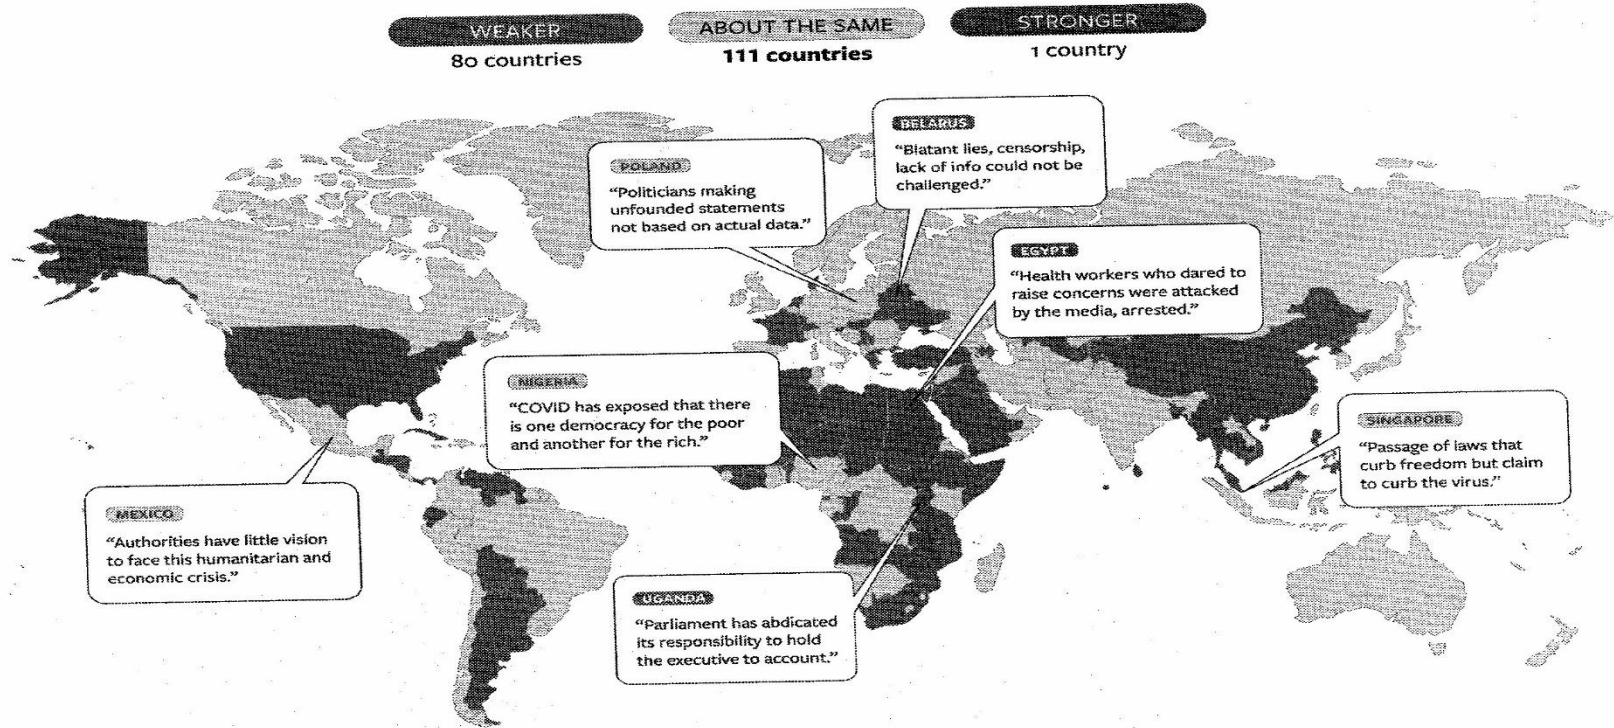 WEAKER
80 countries
ABOUT THE SAME
111 countries
STRONGER
1 country
BELARUS
“Blatant lies, censorship,
lack of info could not be
challenged.”
POLAND
“Politicians making
unfounded statements
not based on actual data.”
EGYPT
“Health workers who dared to
raise concerns were attacked
by the media, arrested.”
NIGERIA
“COVID has exposed that there
is one democracy for the poor
and another for the rich.”
SINGAPORE
“Passage of laws that
curb freedom but claim
to curb the virus.”
MEXICO
“Authorities have little vision
to face this humanitarian and
economic crisis.”
UGANDA
“Parliament has abdicated
its responsibility to hold
the executive to account.”